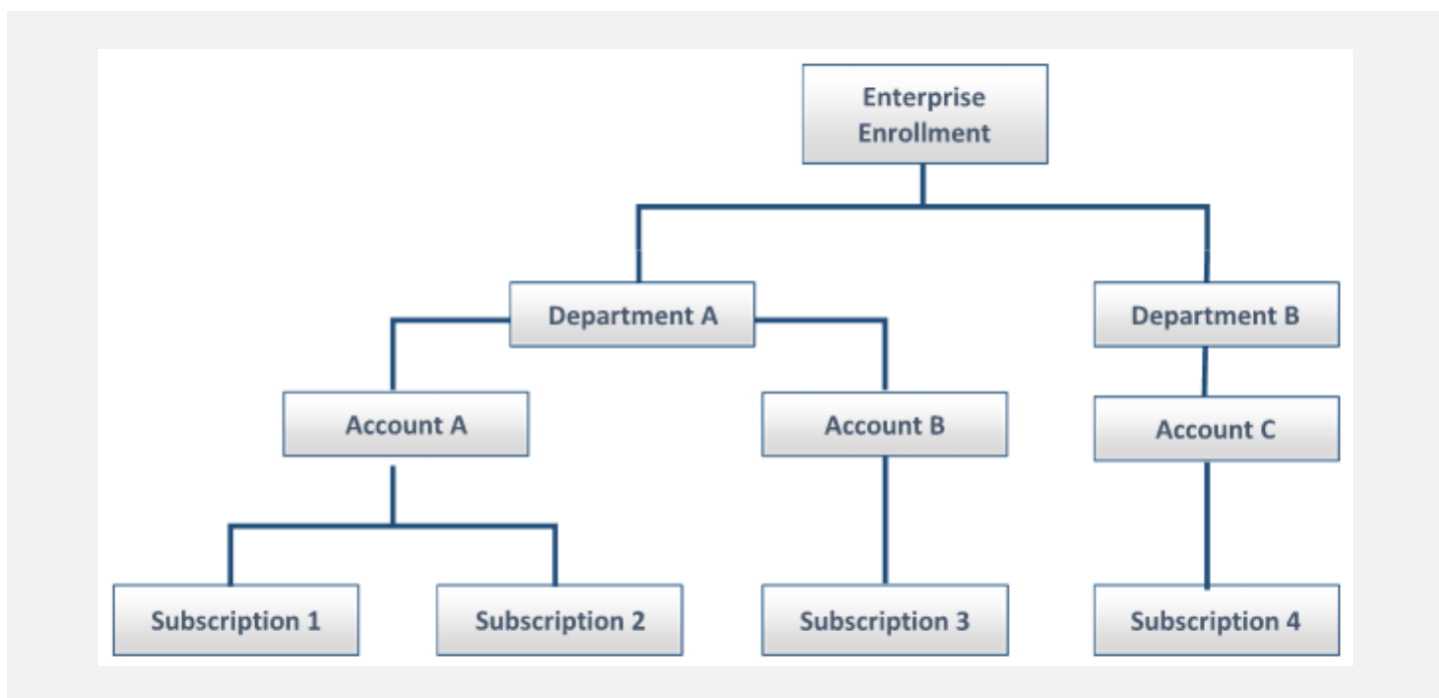 Enterprise
Enrollment
Department A
Department B
Account A
Account B
Account C
Subscription 1
Subscription 2
Subscription 3
Subscription 4